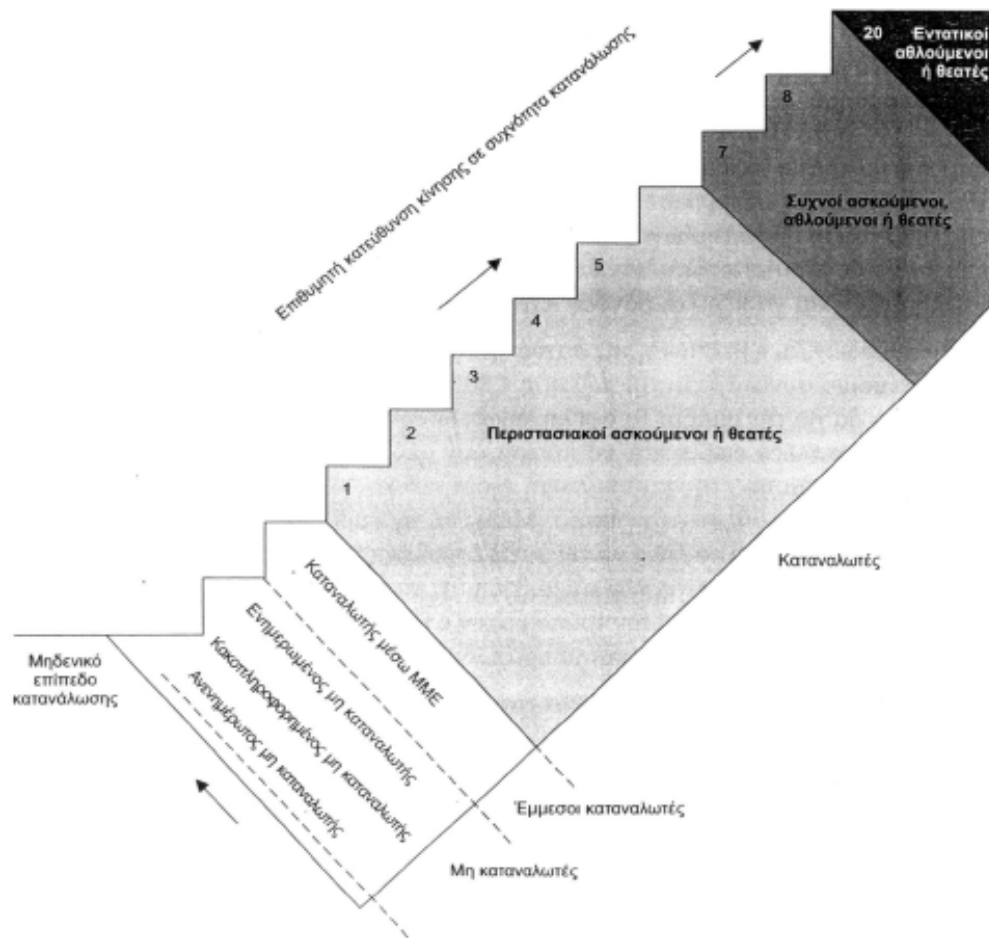 20 Εντατικοί
αθλούμενοι
ή θεατές
8
7
Συχνοί ασκούμενοι,
αθλούμενοι ή θεατές
Επιθυμητή κατεύθυνση κίνησης σε συχνότητα κατανάλωσης
5
4
3
2
Περιστασιακοί ασκούμενοι ή θεατές
1
Καταναλωτές
Καταναλωτής μέσω ΜΜΕ
Ενημερωμένος μη καταναλωτής
Κακοπληροφορημένος μη καταναλωτής
Ανενημέρωτος μη καταναλωτής
Μηδενικό
επίπεδο
κατανάλωσης
Έμμεσοι καταναλωτές
Μη καταναλωτές